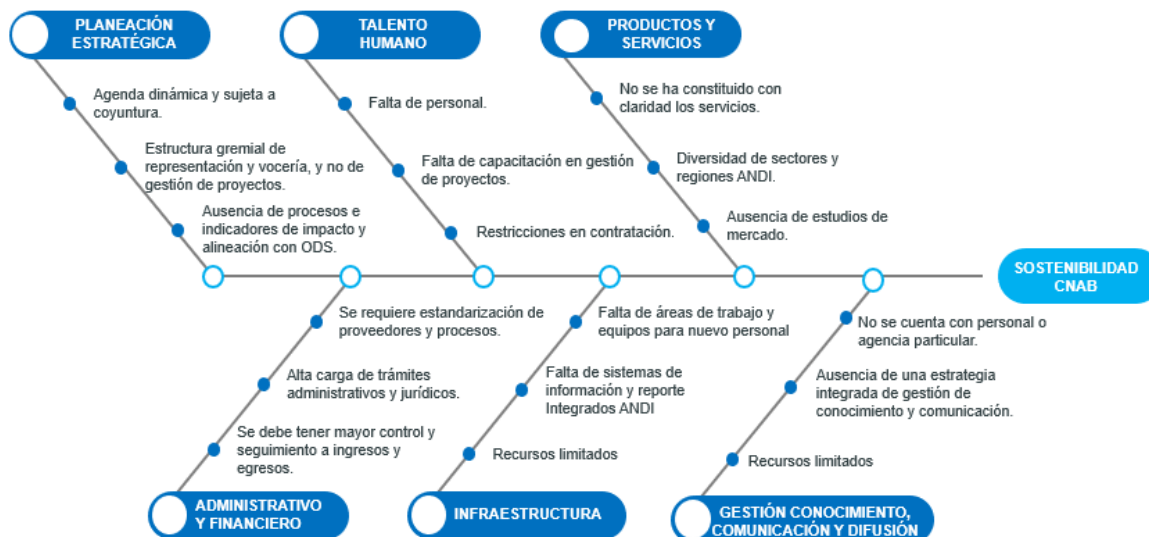 PLANEACIÓN
ESTRATÉGICA
Agenda dinámica y sujeta a
coyuntura.
Estructura gremial de
representación y vocería, y no de
gestión de proyectos.
Ausencia de procesos e
indicadores de impacto y
alineación con ODS.
TALENTO
HUMANO
Falta de personal.
Falta de capacitación en gestión
de proyectos.
Restricciones en contratación.
PRODUCTOS Y
SERVICIOS
No se ha constituido con
claridad los servicios.
Diversidad de sectores y
regiones ANDI.
Ausencia de estudios de
mercado.
SOSTENIBILIDAD
CNAB
Se requiere estandarización de
proveedores y procesos.
Alta carga de trámites
administrativos y jurídicos.
Se debe tener mayor control y
seguimiento a ingresos y
egresos.
ADMINISTRATIVO
Y FINANCIERO
Falta de áreas de trabajo y
equipos para nuevo personal
Falta de sistemas de
información y reporte
Integrados ANDI
Recursos limitados
INFRAESTRUCTURA
No se cuenta con personal o
agencia particular.
Ausencia de una estrategia
integrada de gestión de
conocimiento y comunicación.
Recursos limitados
GESTIÓN CONOCIMIENTO,
COMUNICACIÓN Y DIFUSIÓN